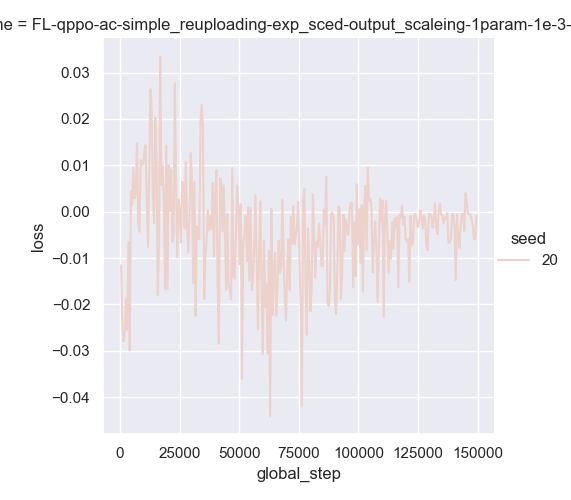 ne = FL-qppo-ac-simple_reuploading-exp_sced-output_scaleing-1param-1e-3-
0.03
0.02
0.01
0.00
−0.01
−0.02
−0.03
−0.04
loss
0 25000 50000 75000 100000 125000 150000
global_step
seed
20